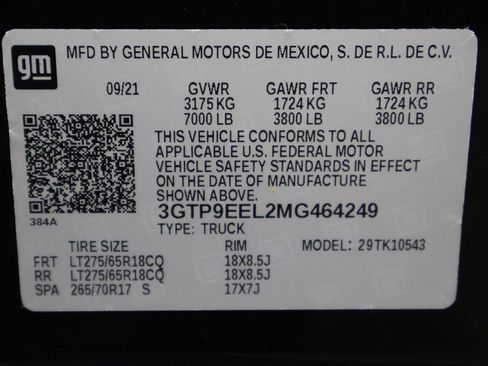 gm
MFD BY GENERAL MOTORS DE MEXICO, S. DE R.L. DE C.V.
09/21 GVWR GAWR FRT GAWR RR
3175 KG 1724 KG 1724 KG
7000 LB 3800 LB 3800 LB
THIS VEHICLE CONFORMS TO ALL
APPLICABLE U.S. FEDERAL MOTOR
VEHICLE SAFETY STANDARDS IN EFFECT
ON THE DATE OF MANUFACTURE
SHOWN ABOVE.
384A
3GTP9EEL2MG464249
TYPE: TRUCK
TIRE SIZE RIM MODEL: 29TK10543
FRT LT275/65R18CQ 18X8.5J
RR LT275/65R18CQ 18X8.5J
SPA 265/70R17 S 17X7J